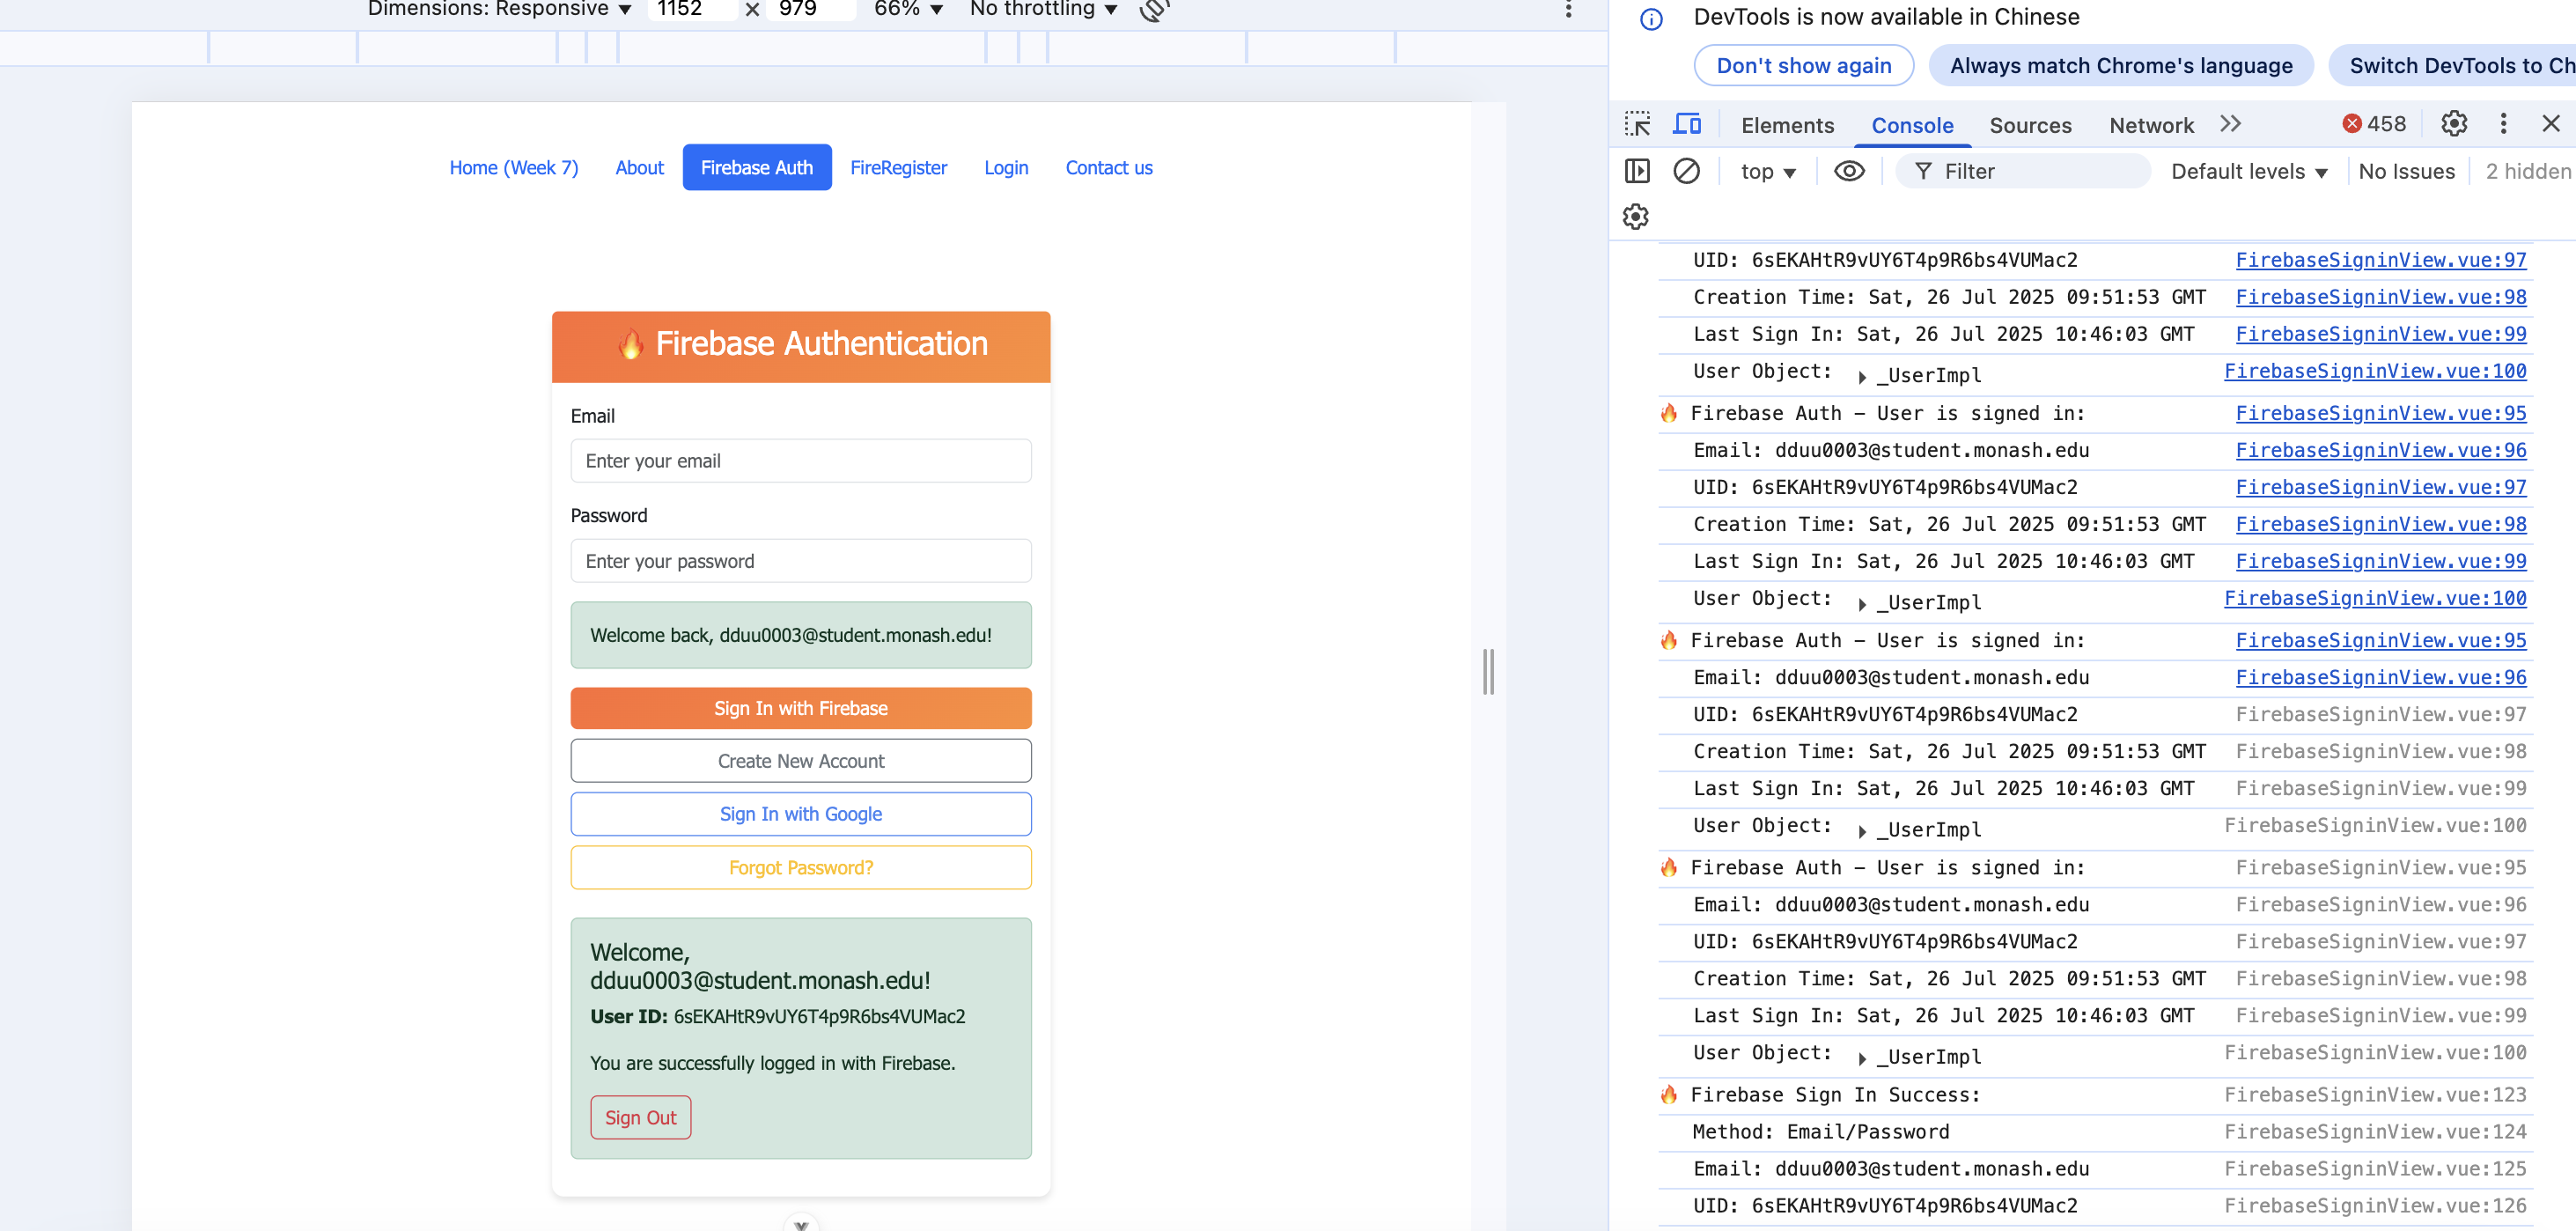 Dimensions: Responsive ▼ 1152 × 979 66% ▼ No throttling ▼
Home (Week 7) About Firebase Auth FireRegister Login Contact us
🔥 Firebase Authentication
Email
Enter your email
Password
Enter your password
Welcome back, dduu0003@student.monash.edu!
Sign In with Firebase
Create New Account
Sign In with Google
Forgot Password?
Welcome,
dduu0003@student.monash.edu!
User ID: 6sEKAHtR9vUY6T4p9R6bs4VUMac2
You are successfully logged in with Firebase.
Sign Out
DevTools is now available in Chinese
Don't show again Always match Chrome's language Switch DevTools to Ch
Elements Console Sources Network 458
top ▼ Filter Default levels ▼ No Issues 2 hidden
UID: 6sEKAHtR9vUY6T4p9R6bs4VUMac2 FirebaseSigninView.vue:97
Creation Time: Sat, 26 Jul 2025 09:51:53 GMT FirebaseSigninView.vue:98
Last Sign In: Sat, 26 Jul 2025 10:46:03 GMT FirebaseSigninView.vue:99
User Object: ▶ _UserImpl FirebaseSigninView.vue:100
🔥 Firebase Auth – User is signed in: FirebaseSigninView.vue:95
Email: dduu0003@student.monash.edu FirebaseSigninView.vue:96
UID: 6sEKAHtR9vUY6T4p9R6bs4VUMac2 FirebaseSigninView.vue:97
Creation Time: Sat, 26 Jul 2025 09:51:53 GMT FirebaseSigninView.vue:98
Last Sign In: Sat, 26 Jul 2025 10:46:03 GMT FirebaseSigninView.vue:99
User Object: ▶ _UserImpl FirebaseSigninView.vue:100
🔥 Firebase Auth – User is signed in: FirebaseSigninView.vue:95
Email: dduu0003@student.monash.edu FirebaseSigninView.vue:96
UID: 6sEKAHtR9vUY6T4p9R6bs4VUMac2 FirebaseSigninView.vue:97
Creation Time: Sat, 26 Jul 2025 09:51:53 GMT FirebaseSigninView.vue:98
Last Sign In: Sat, 26 Jul 2025 10:46:03 GMT FirebaseSigninView.vue:99
User Object: ▶ _UserImpl FirebaseSigninView.vue:100
🔥 Firebase Auth – User is signed in: FirebaseSigninView.vue:95
Email: dduu0003@student.monash.edu FirebaseSigninView.vue:96
UID: 6sEKAHtR9vUY6T4p9R6bs4VUMac2 FirebaseSigninView.vue:97
Creation Time: Sat, 26 Jul 2025 09:51:53 GMT FirebaseSigninView.vue:98
Last Sign In: Sat, 26 Jul 2025 10:46:03 GMT FirebaseSigninView.vue:99
User Object: ▶ _UserImpl FirebaseSigninView.vue:100
🔥 Firebase Sign In Success: FirebaseSigninView.vue:123
Method: Email/Password FirebaseSigninView.vue:124
Email: dduu0003@student.monash.edu FirebaseSigninView.vue:125
UID: 6sEKAHtR9vUY6T4p9R6bs4VUMac2 FirebaseSigninView.vue:126